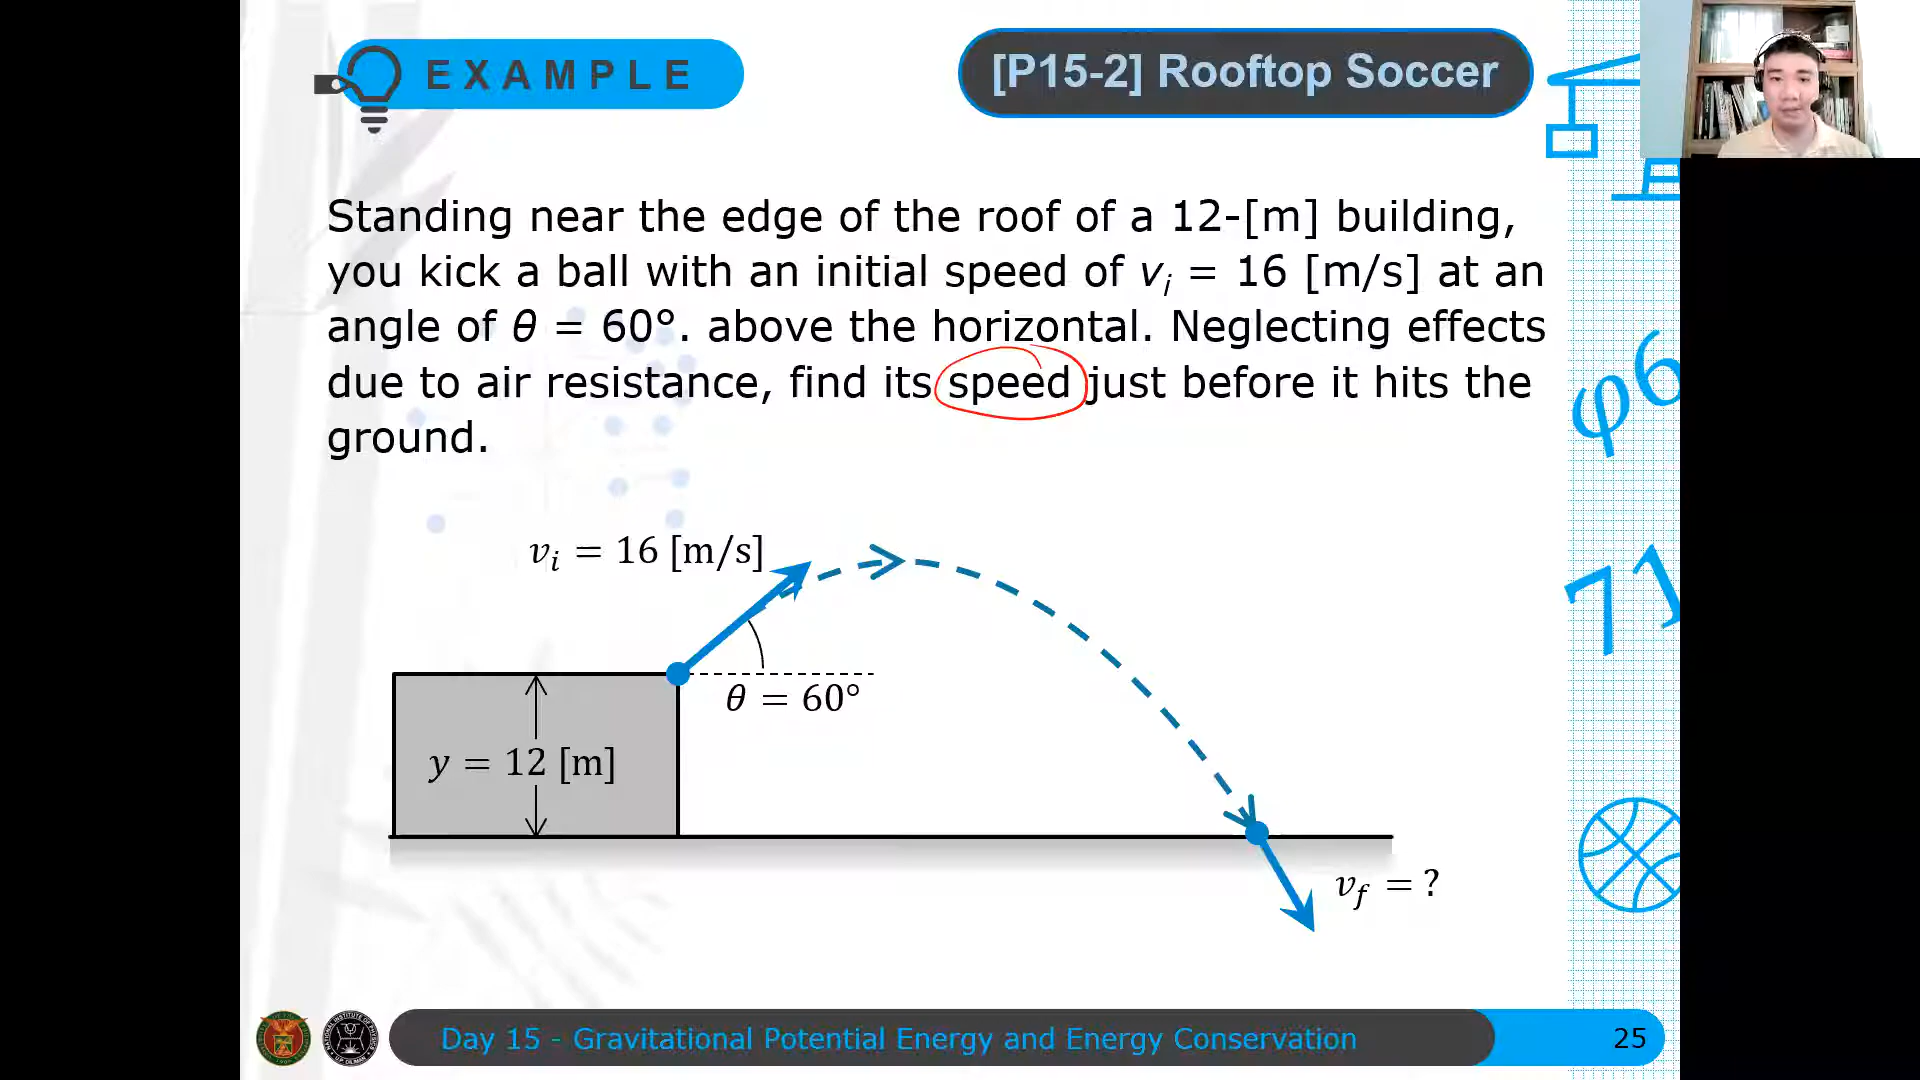 EXAMPLE
[P15-2] Rooftop Soccer
Standing near the edge of the roof of a 12-[m] building,
you kick a ball with an initial speed of vᵢ = 16 [m/s] at an
angle of θ = 60°. above the horizontal. Neglecting effects
due to air resistance, find its speed just before it hits the
ground.
vᵢ = 16 [m/s]
θ = 60°
y = 12 [m]
v_f = ?
φ6
71
Day 15 - Gravitational Potential Energy and Energy Conservation
25